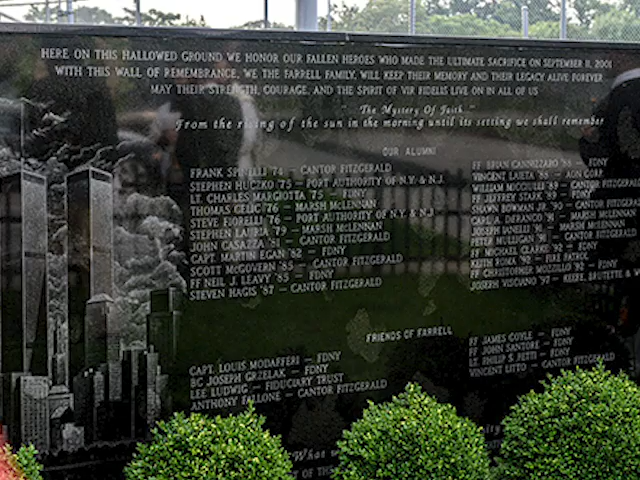 HERE ON THIS HALLOWED GROUND WE HONOR OUR FALLEN HEROES WHO MADE THE ULTIMATE SACRIFICE ON SEPTEMBER 11, 2001
WITH THIS WALL OF REMEMBRANCE, WE THE FARRELL FAMILY, WILL KEEP THEIR MEMORY AND THEIR LEGACY ALIVE FOREVER
MAY THEIR STRENGTH, COURAGE, AND THE SPIRIT OF VIR FIDELIS LIVE ON IN ALL OF US
"The Mystery Of Faith"
From the rising of the sun in the morning until its setting we shall remember
OUR ALUMNI
FRANK SPINELLI '74 — CANTOR FITZGERALD
STEPHEN HUCZKO '75 — PORT AUTHORITY OF N.Y. & N.J.
LT. CHARLES MARGIOTTA '75 — FDNY
THOMAS GELIC '76 — MARSH McLENNAN
STEVE FIORELLI '76 — PORT AUTHORITY OF N.Y. & N.J.
STEPHEN LAURIA '79 — MARSH McLENNAN
JOHN CASAZZA '81 — CANTOR FITZGERALD
CAPT. MARTIN EGAN '82 — FDNY
SCOTT McGOVERN '85 — CANTOR FITZGERALD
FF NEIL J. LEAVY '85 — FDNY
STEVEN HAGIS '87 — CANTOR FITZGERALD
FF BRIAN CANNIZZARO '88 — FDNY
VINCENT LAIETA '88 — AON CORP.
WILLIAM MCGCUILL '89 — CANTOR FITZGERALD
FF JEFFREY STARK '89 — FDNY
SHAWN BOWMAN JR. '90 — CANTOR FITZGERALD
CARL A. DEFRANCO '91 — MARSH McLENNAN
JOSEPH IANELLI '91 — MARSH McLENNAN
PETER MULLIGAN '91 — CANTOR FITZGERALD
FF MICHAEL CLARKE '92 — FDNY
KEITH ROMA '92 — FIRE PATROL
FF CHRISTOPHER MOZZILLO '92 — FDNY
JOSEPH VISCIANO '97 — KEEFE, BRUYETTE & W
FRIENDS OF FARRELL
CAPT. LOUIS MODAFFERI — FDNY
BC JOSEPH GRZELAK — FDNY
LEE LUDWIG — FIDUCIARY TRUST
ANTHONY FALLONE — CANTOR FITZGERALD
FF JAMES COYLE — FDNY
FF JOHN SANTORE — FDNY
LT. PHILIP S. PETTI — FDNY
VINCENT LITTO — CANTOR FITZGERALD
"What
T OF THE